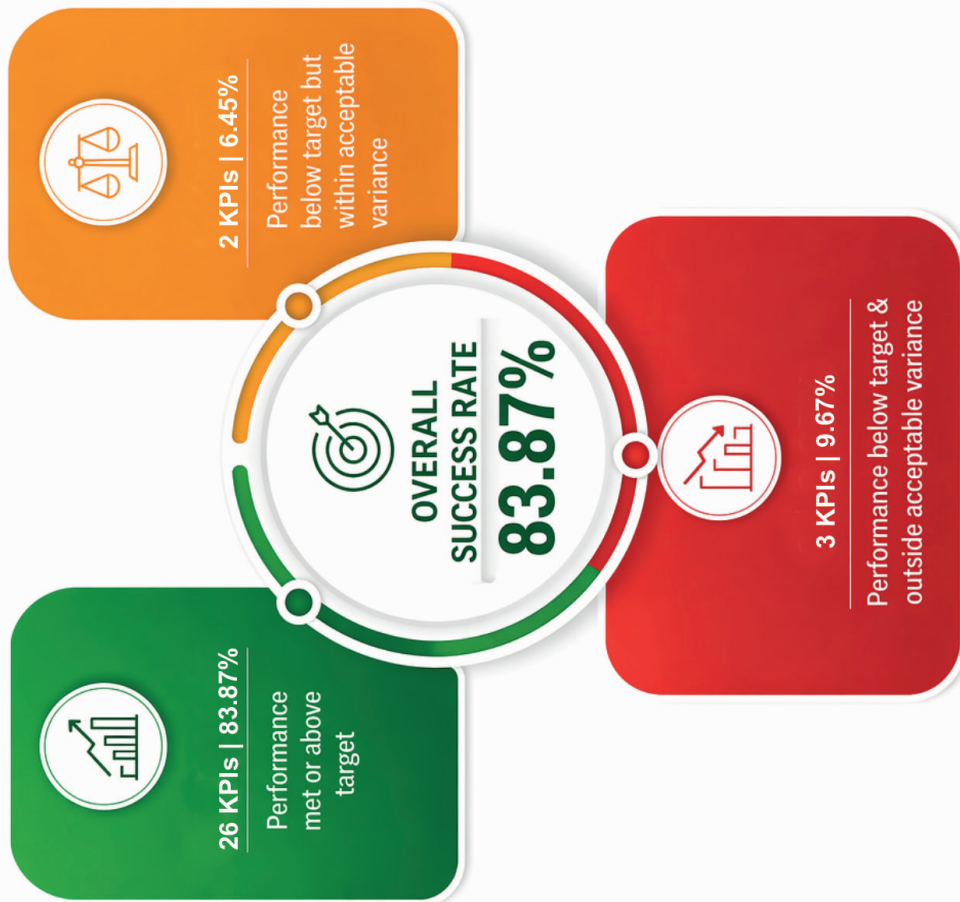 26 KPIs | 83.87%
Performance
met or above
target
2 KPIs | 6.45%
Performance
below target but
within acceptable
variance
OVERALL
SUCCESS RATE
83.87%
3 KPIs | 9.67%
Performance below target &
outside acceptable variance